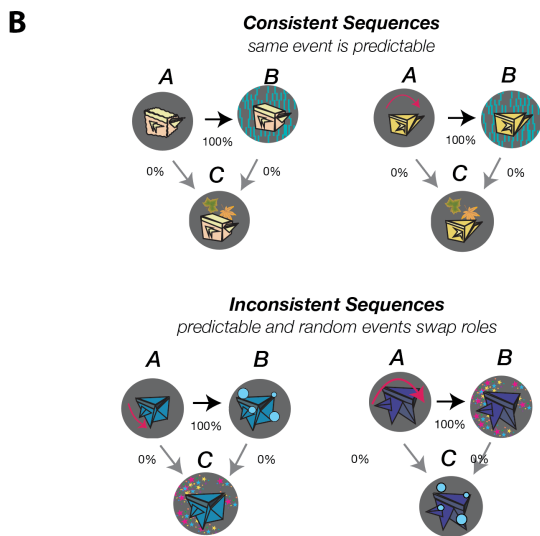 B
Consistent Sequences
same event is predictable
A B A B
100% 100%
0% C 0% 0% C 0%
Inconsistent Sequences
predictable and random events swap roles
A B A B
100% 100%
0% C 0% 0% C 0%